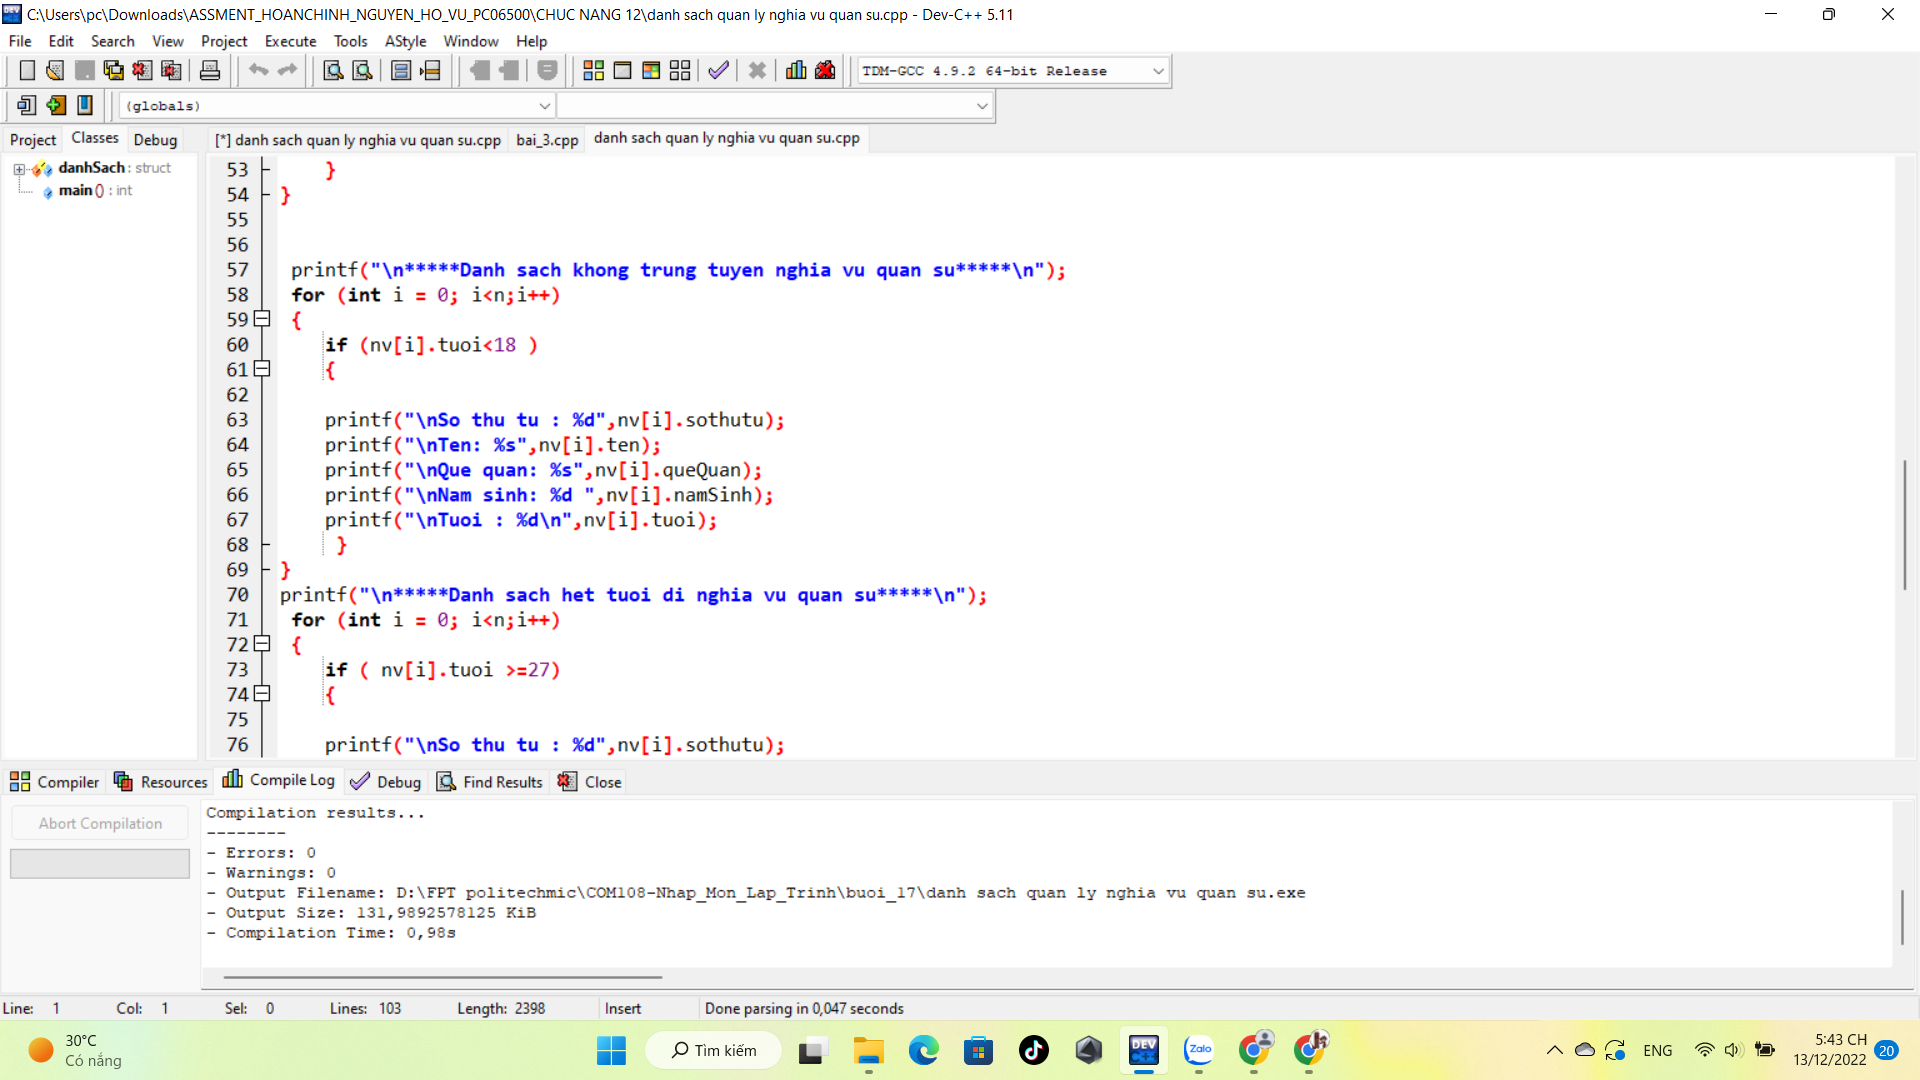 C:\Users\pc\Downloads\ASSMENT_HOANCHINH_NGUYEN_HO_VU_PC06500\CHUC NANG 12\danh sach quan ly nghia vu quan su.cpp - Dev-C++ 5.11
File Edit Search View Project Execute Tools AStyle Window Help
TDM-GCC 4.9.2 64-bit Release
(globals)
Project Classes Debug
[*] danh sach quan ly nghia vu quan su.cpp bai_3.cpp danh sach quan ly nghia vu quan su.cpp
danhSach : struct
main () : int
53 }
54 }
55
56
57 printf("\n*****Danh sach khong trung tuyen nghia vu quan su*****\n");
58 for (int i = 0; i<n;i++)
59 {
60 if (nv[i].tuoi<18 )
61 {
62
63 printf("\nSo thu tu : %d",nv[i].sothutu);
64 printf("\nTen: %s",nv[i].ten);
65 printf("\nQue quan: %s",nv[i].queQuan);
66 printf("\nNam sinh: %d ",nv[i].namSinh);
67 printf("\nTuoi : %d\n",nv[i].tuoi);
68 }
69 }
70 printf("\n*****Danh sach het tuoi di nghia vu quan su*****\n");
71 for (int i = 0; i<n;i++)
72 {
73 if ( nv[i].tuoi >=27)
74 {
75
76 printf("\nSo thu tu : %d",nv[i].sothutu);
Compiler Resources Compile Log Debug Find Results Close
Abort Compilation
Compilation results...
--------
- Errors: 0
- Warnings: 0
- Output Filename: D:\FPT politechmic\COM108-Nhap_Mon_Lap_Trinh\buoi_17\danh sach quan ly nghia vu quan su.exe
- Output Size: 131,9892578125 KiB
- Compilation Time: 0,98s
Line: 1 Col: 1 Sel: 0 Lines: 103 Length: 2398 Insert Done parsing in 0,047 seconds
30°C
Có nắng
Tìm kiếm
DEV C++
Zalo
ENG
5:43 CH
13/12/2022
20